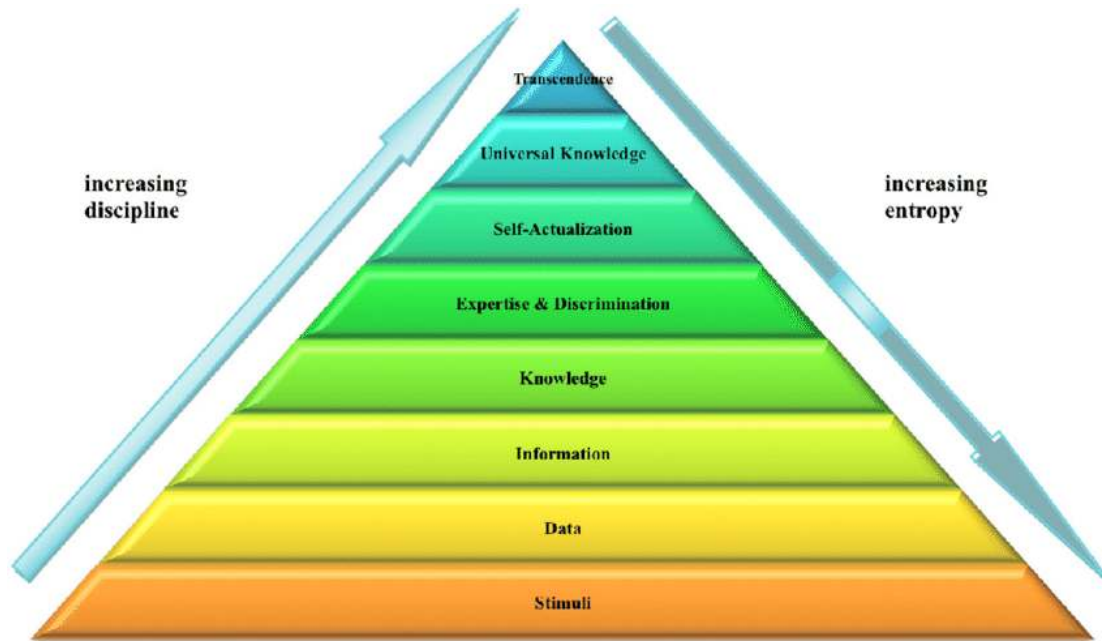 Transcendence
Universal Knowledge
increasing
discipline
increasing
entropy
Self-Actualization
Expertise & Discrimination
Knowledge
Information
Data
Stimuli